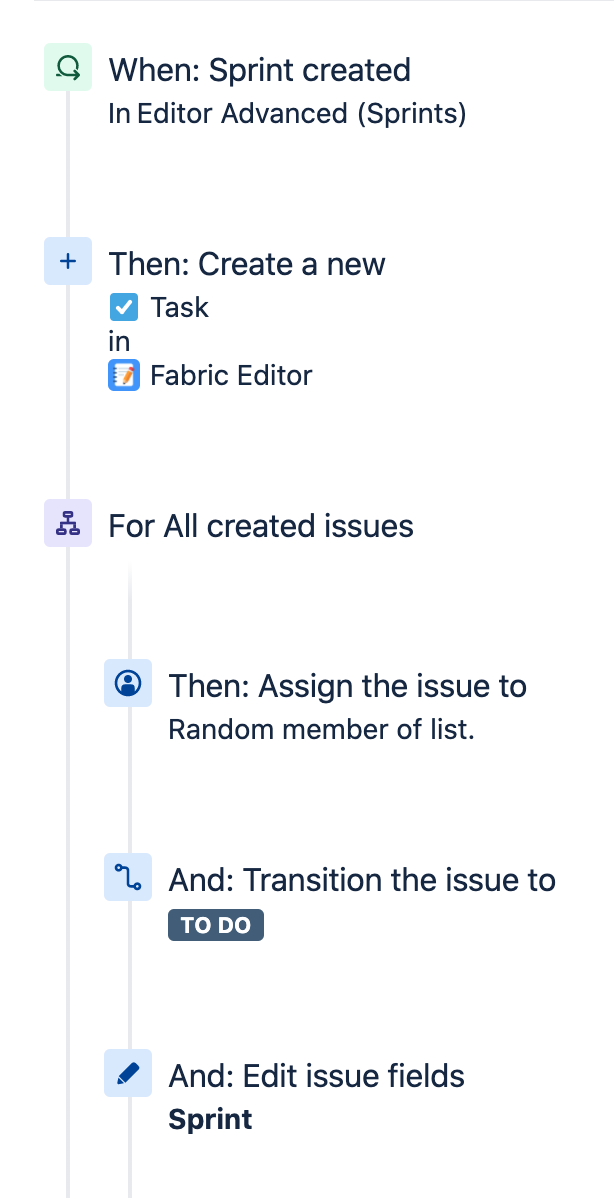 When: Sprint created
In Editor Advanced (Sprints)
Then: Create a new
Task
in
Fabric Editor
For All created issues
Then: Assign the issue to
Random member of list.
And: Transition the issue to
TO DO
And: Edit issue fields
Sprint